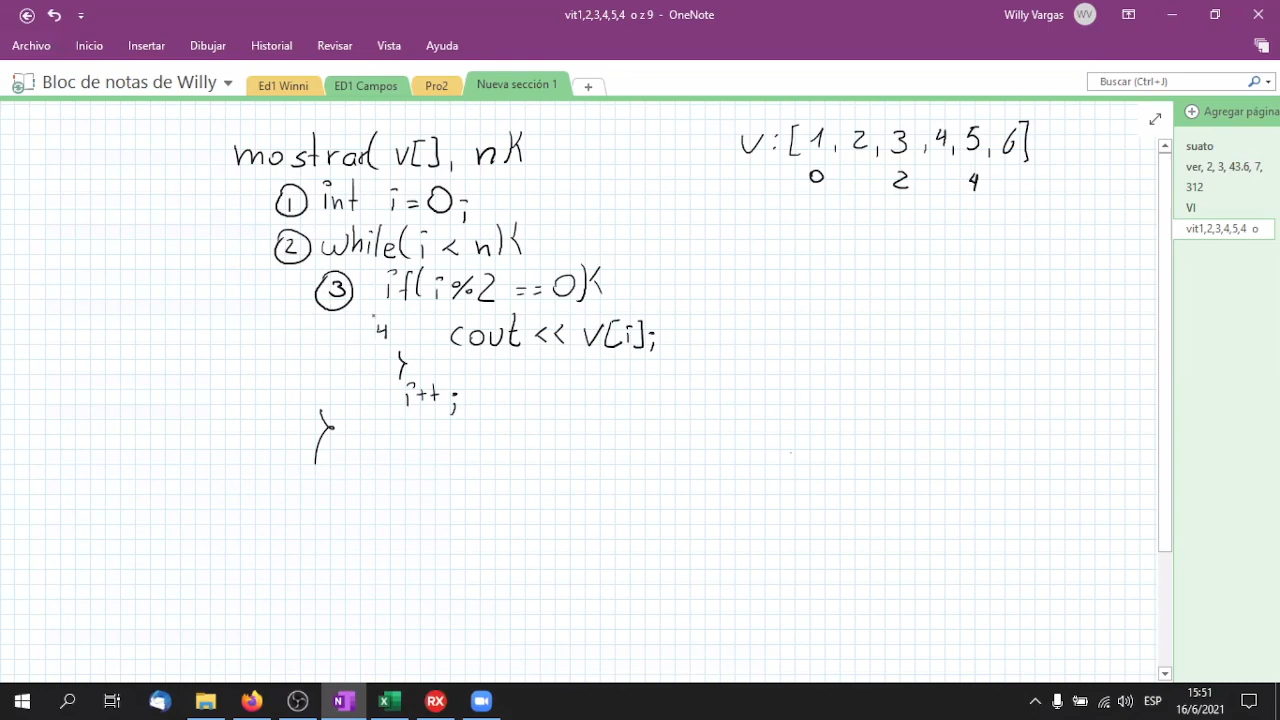 vit1,2,3,4,5,4 o z 9 - OneNote
Willy Vargas WV
Archivo Inicio Insertar Dibujar Historial Revisar Vista Ayuda
Bloc de notas de Willy
Ed1 Winni ED1 Campos Pro2 Nueva sección 1 +
Buscar (Ctrl+J)
Agregar página
suato
ver, 2, 3, 43.6, 7,
312
VI
vit1,2,3,4,5,4 o
mostrar( v[], n){
1 int i=0;
2 while( i < n){
3 if( i%2 ==0){
4 cout << v[i];
}
i++;
}
v: [ 1, 2, 3, 4, 5, 6]
0 2 4
ESP
15:51
16/6/2021
N X RX